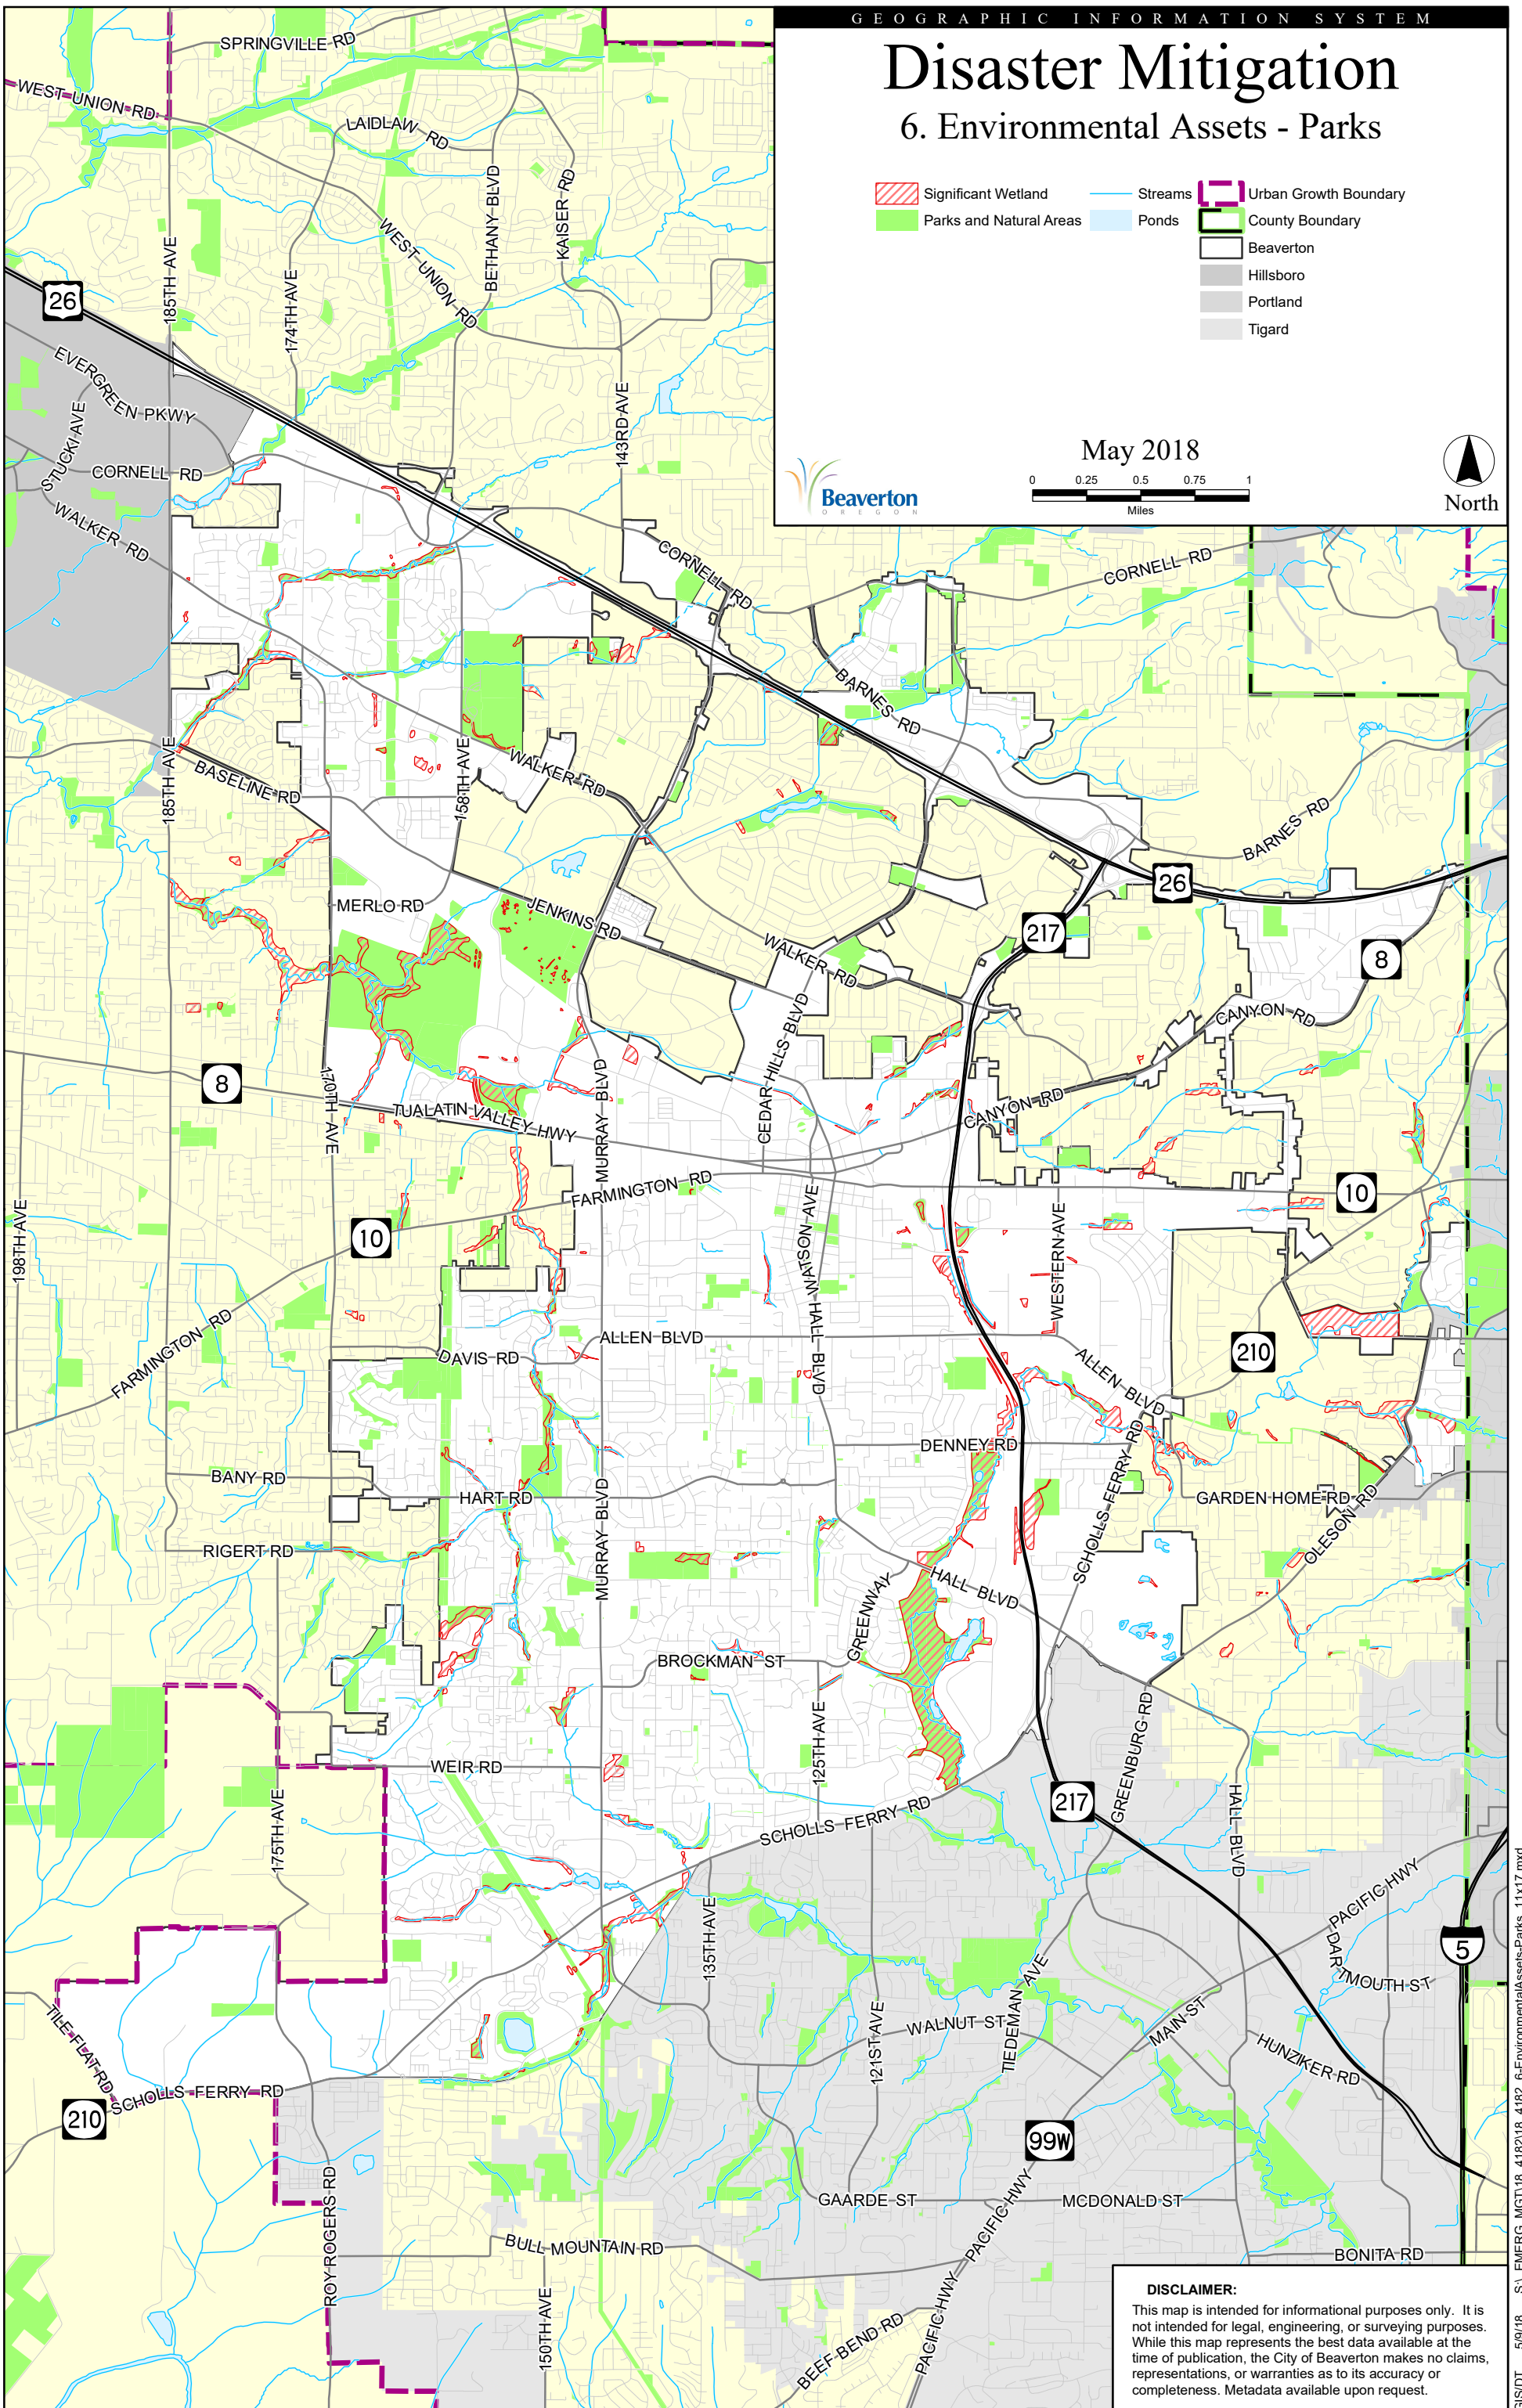 GEOGRAPHIC INFORMATION SYSTEM
Disaster Mitigation
6. Environmental Assets - Parks
Significant Wetland
Parks and Natural Areas
Streams
Ponds
Urban Growth Boundary
County Boundary
Beaverton
Hillsboro
Portland
Tigard
May 2018
0 0.25 0.5 0.75 1
Miles
Beaverton
OREGON
North
SPRINGVILLE RD
WEST UNION RD
LAIDLAW RD
BETHANY BLVD
KAISER RD
WEST UNION RD
185TH AVE
174TH AVE
26
EVERGREEN PKWY
STUCKI AVE
CORNELL RD
WALKER RD
143RD AVE
CORNELL RD
CORNELL RD
BARNES RD
185TH AVE
BASELINE RD
158TH AVE
WALKER RD
BARNES RD
26
217
8
MERLO RD
JENKINS RD
WALKER RD
CANYON RD
8
170TH AVE
TUALATIN VALLEY HWY
MURRAY BLVD
CEDAR HILLS BLVD
CANYON RD
FARMINGTON RD
10
10
198TH AVE
WATSON AVE
HALL BLVD
WESTERN AVE
FARMINGTON RD
DAVIS RD
ALLEN BLVD
210
ALLEN BLVD
DENNEY RD
SCHOLLS FERRY RD
BANY RD
HART RD
GARDEN HOME RD
OLESON RD
RIGERT RD
MURRAY BLVD
GREENWAY
HALL BLVD
BROCKMAN ST
125TH AVE
GREENBURG RD
WEIR RD
175TH AVE
SCHOLLS FERRY RD
217
HALL BLVD
PACIFIC HWY
DARTMOUTH ST
5
135TH AVE
121ST AVE
WALNUT ST
TIEDEMAN AVE
MAIN ST
HUNZIKER RD
TILE FLAT RD
SCHOLLS FERRY RD
210
99W
ROY ROGERS RD
GAARDE ST
PACIFIC HWY
MCDONALD ST
BULL MOUNTAIN RD
BONITA RD
150TH AVE
BEEF BEND RD
PACIFIC HWY
DISCLAIMER:
This map is intended for informational purposes only. It is
not intended for legal, engineering, or surveying purposes.
While this map represents the best data available at the
time of publication, the City of Beaverton makes no claims,
representations, or warranties as to its accuracy or
completeness. Metadata available upon request.
5/9/18